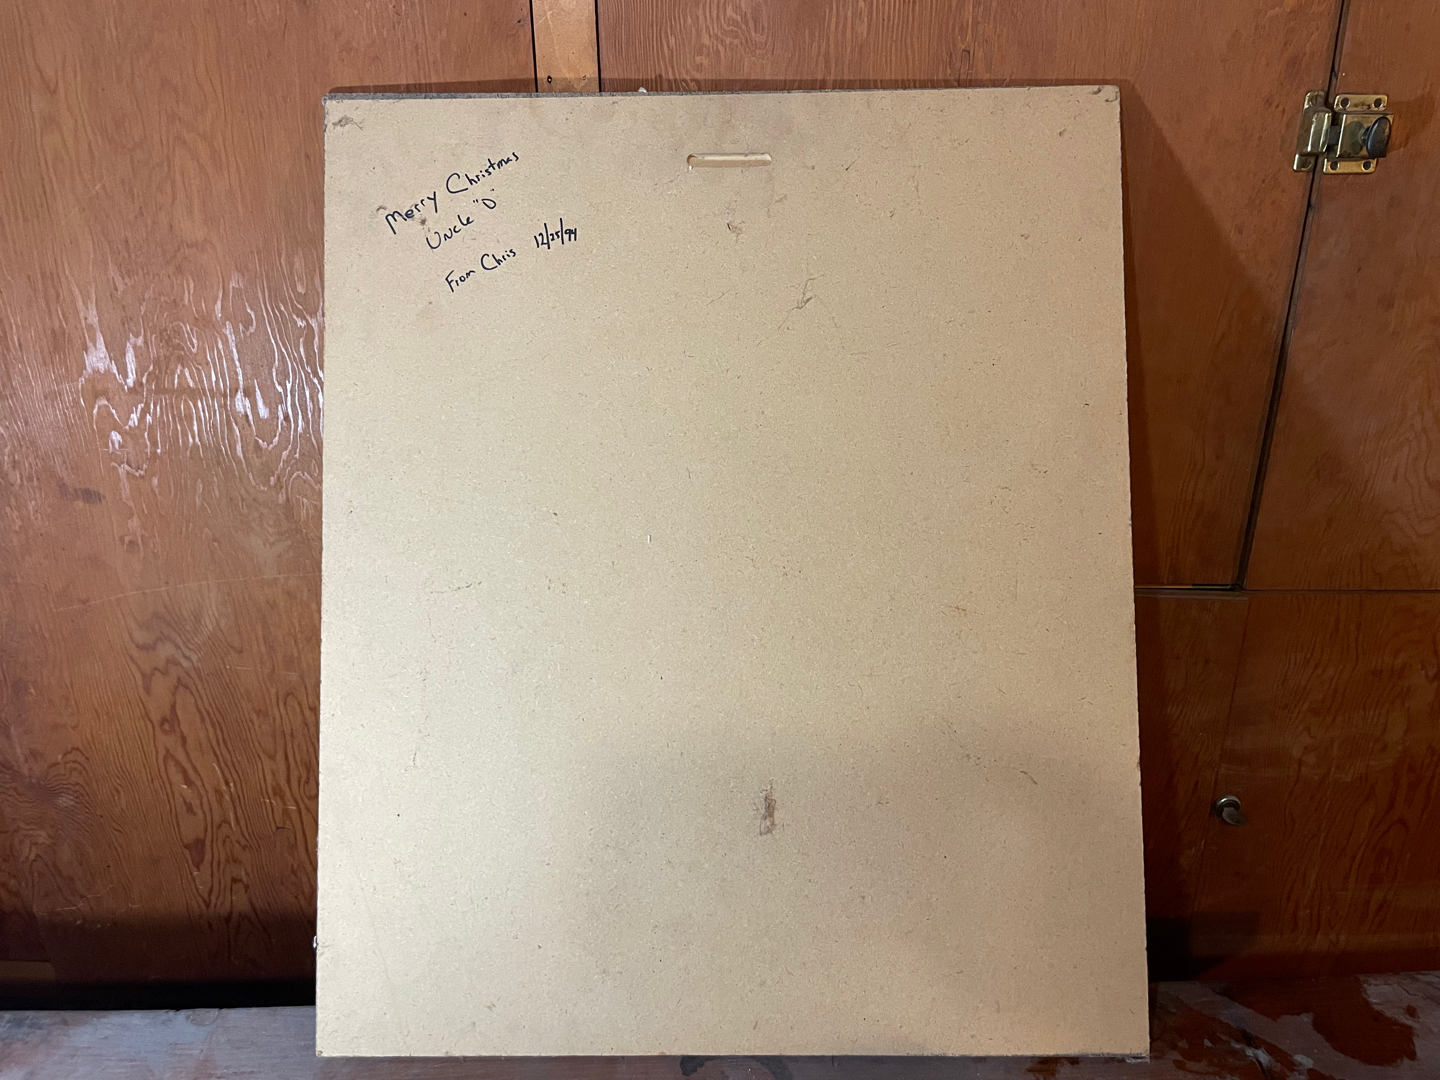 Merry Christmas
Uncle "D"
From Chris 12/25/94